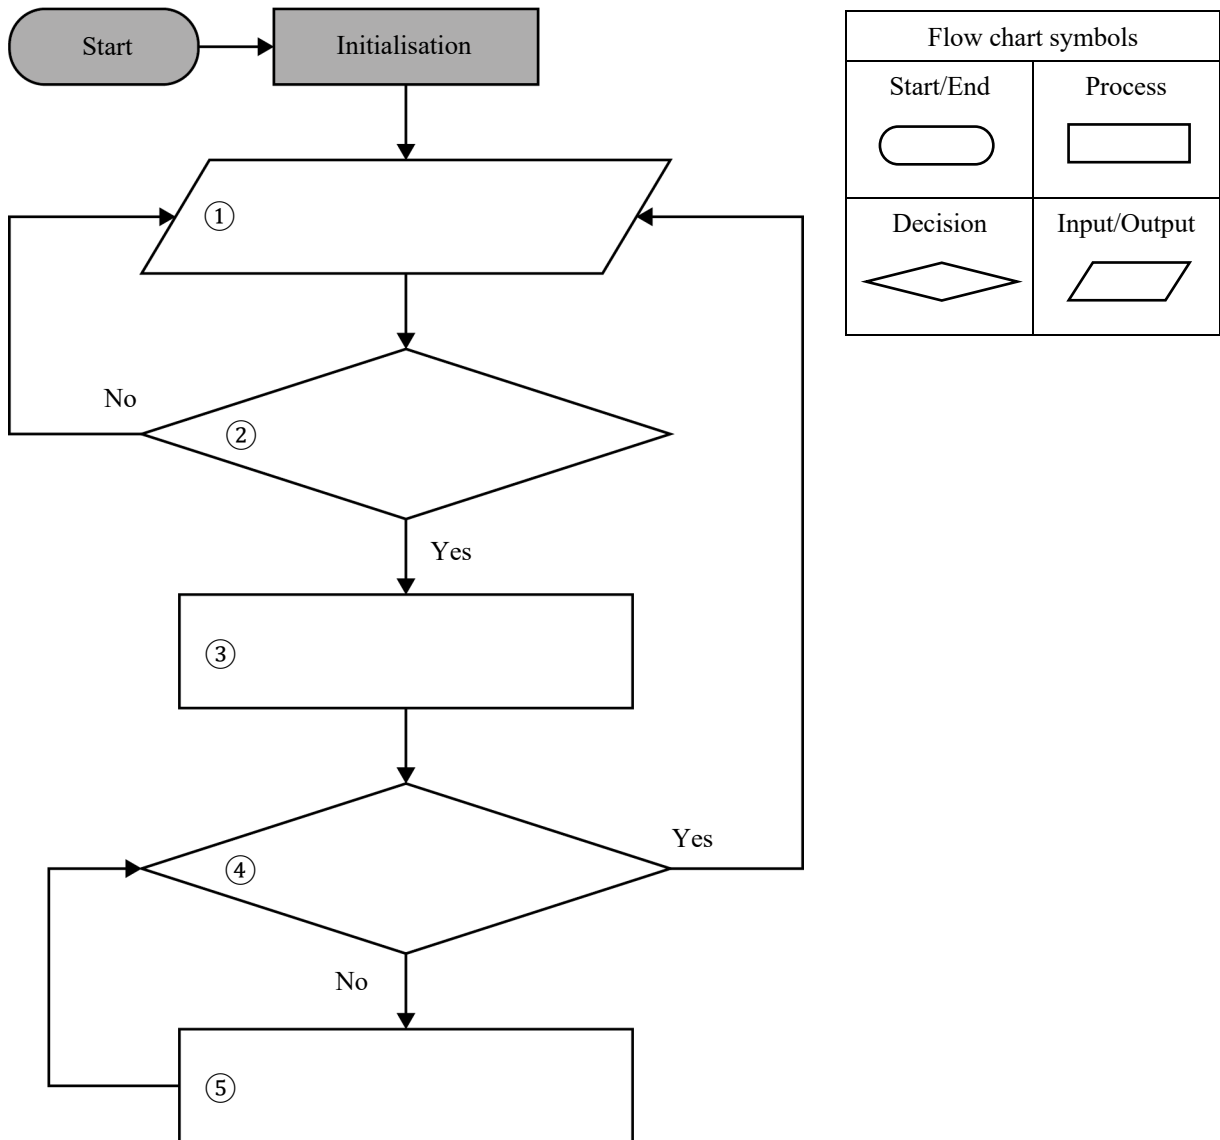 Start
Initialisation
Flow chart symbols
Start/End
Process
Decision
Input/Output
①
No
②
Yes
③
Yes
④
No
⑤